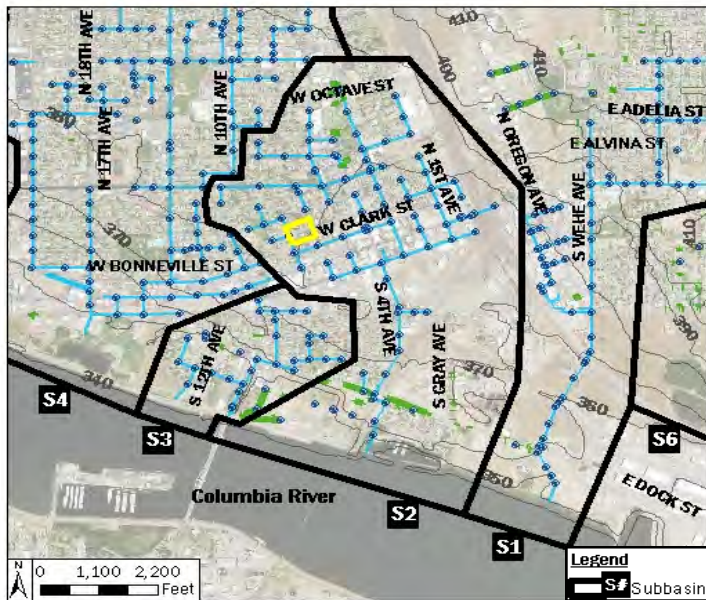 410
400
410
N 18TH AVE
N 10TH AVE
W OCTAVE ST
E ADELIA ST
380
N 17TH AVE
N 1ST AVE
N OREGON AVE
E ALVINA ST
S WEHE AVE
370
W CLARK ST
410
W BONNEVILLE ST
S 4TH AVE
S GRAY AVE
390
340
S 12TH AVE
370
360
S4
S3
S6
350
E DOCK ST
Columbia River
S2
S1
N
0 1,100 2,200
Feet
Legend
S# Subbasin